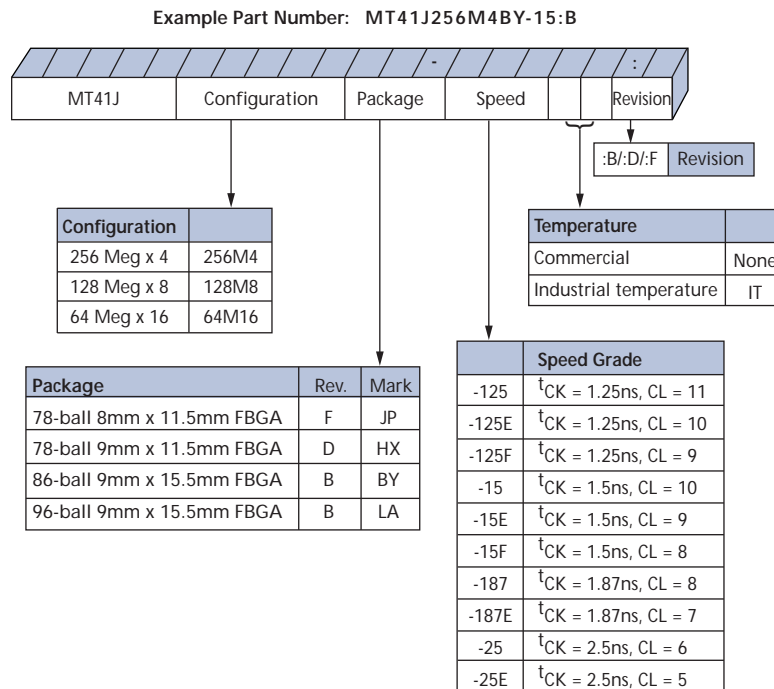 Example Part Number: MT41J256M4BY-15:B
- :
MT41J Configuration Package Speed Revision
:B/:D/:F Revision
Configuration
256 Meg x 4 256M4
128 Meg x 8 128M8
64 Meg x 16 64M16
Temperature
Commercial None
Industrial temperature IT
Package Rev. Mark
78-ball 8mm x 11.5mm FBGA F JP
78-ball 9mm x 11.5mm FBGA D HX
86-ball 9mm x 15.5mm FBGA B BY
96-ball 9mm x 15.5mm FBGA B LA
Speed Grade
-125 tCK = 1.25ns, CL = 11
-125E tCK = 1.25ns, CL = 10
-125F tCK = 1.25ns, CL = 9
-15 tCK = 1.5ns, CL = 10
-15E tCK = 1.5ns, CL = 9
-15F tCK = 1.5ns, CL = 8
-187 tCK = 1.87ns, CL = 8
-187E tCK = 1.87ns, CL = 7
-25 tCK = 2.5ns, CL = 6
-25E tCK = 2.5ns, CL = 5